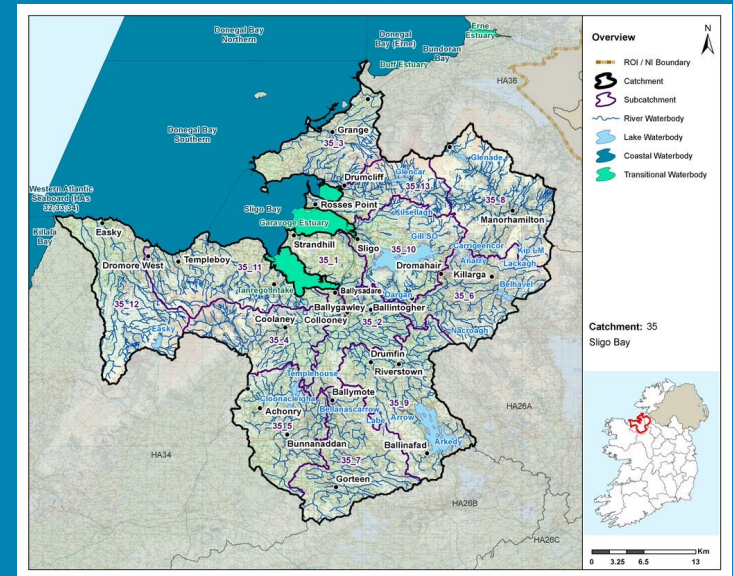 Donegal Bay
Northern
Donegal
Bay (Erne)
Bundoran
Bay
Erne
Estuary
Duff Estuary
HA36
Donegal Bay
Southern
Grange
35_3
Drumcliff
Glencar
35_13
Glenade
35_8
Western Atlantic
Seaboard (HAs
32;33;34)
Killala
Bay
Sligo Bay
Rosses Point
Garavoge Estuary
Kilsellagh
Manorhamilton
Easky
Strandhill
Sligo
Gill SO
35_10
35_1
Carrigeencor
Anarry
Kip LM
Lackagh
Dromore West
Templeboy
35_11
Dromahair
Killarga
Belhavel
Tanrego Intake
Ballysadare
Dargan
35_6
35_12
Ballygawley
Ballintogher
Coolaney
Collooney
35_2
Nacroagh
Easky
35_4
Drumfin
Riverstown
Templehouse
Cloonacleigha
Ballymote
35_9
Achonry
Bellanascarrow
Arrow
35_5
Bunnanaddan
Ballinafad
Arkedy
35_7
Gorteen
HA34
HA26A
HA26B
HA26C
Overview
N
ROI / NI Boundary
Catchment
Subcatchment
River Waterbody
Lake Waterbody
Coastal Waterbody
Transitional Waterbody
Catchment: 35
Sligo Bay
Km
0 3.25 6.5 13